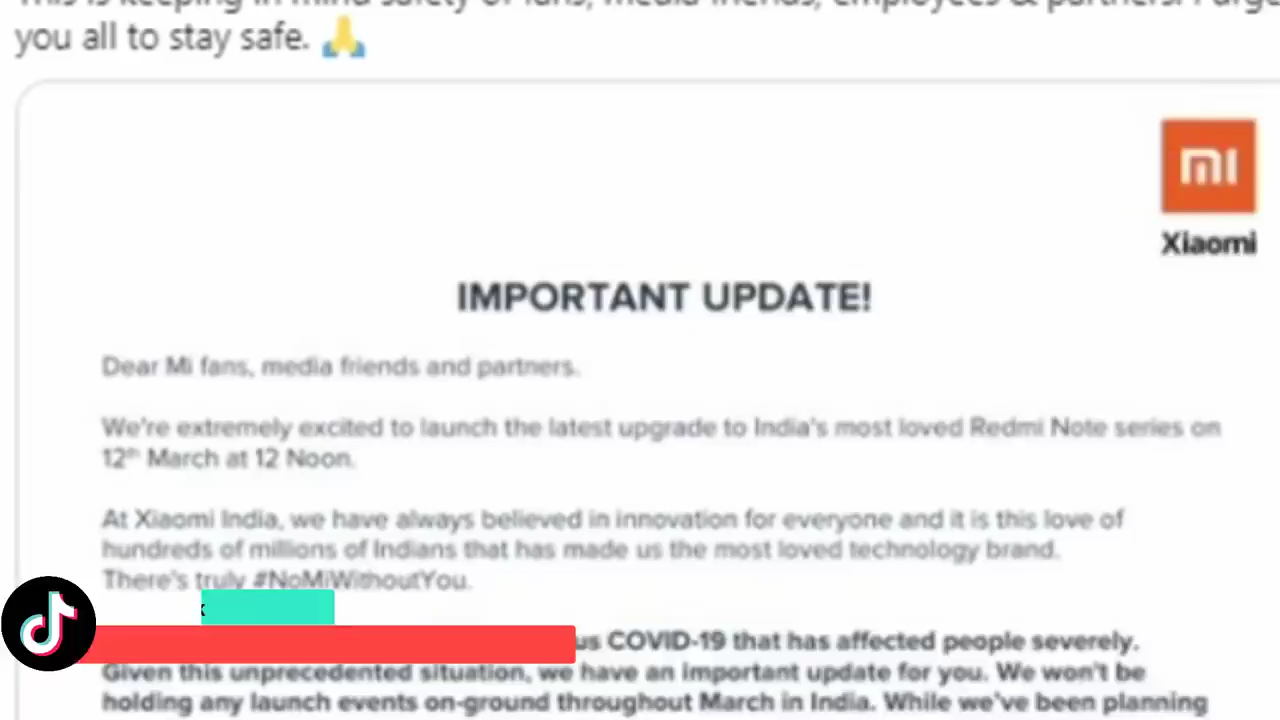 you all to stay safe. 🙏
mi
Xiaomi
IMPORTANT UPDATE!
Dear Mi fans, media friends and partners.
We're extremely excited to launch the latest upgrade to India's most loved Redmi Note series on
12th March at 12 Noon.
At Xiaomi India, we have always believed in innovation for everyone and it is this love of
hundreds of millions of Indians that has made us the most loved technology brand.
There's truly #NoMiWithoutYou.
us COVID-19 that has affected people severely.
Given this unprecedented situation, we have an important update for you. We won't be
holding any launch events on-ground throughout March in India. While we've been planning